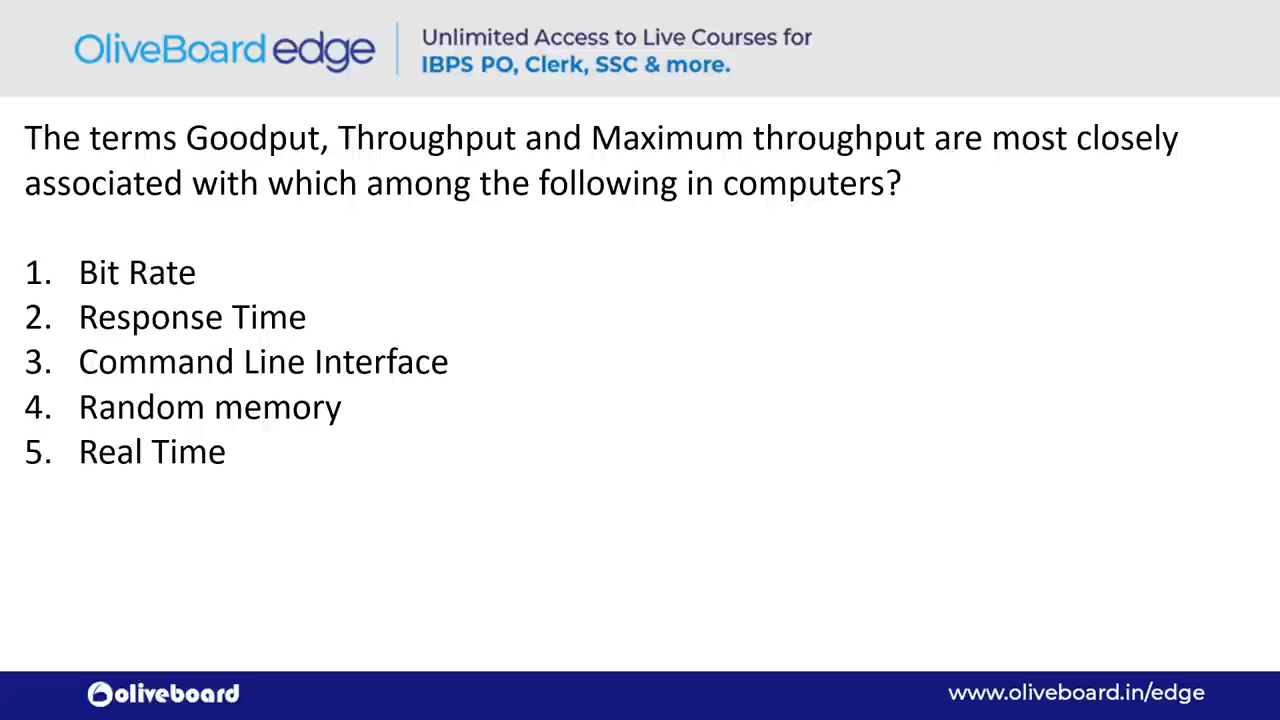 OliveBoard edge
Unlimited Access to Live Courses for
IBPS PO, Clerk, SSC & more.
The terms Goodput, Throughput and Maximum throughput are most closely
associated with which among the following in computers?
1. Bit Rate
2. Response Time
3. Command Line Interface
4. Random memory
5. Real Time
oliveboard
www.oliveboard.in/edge